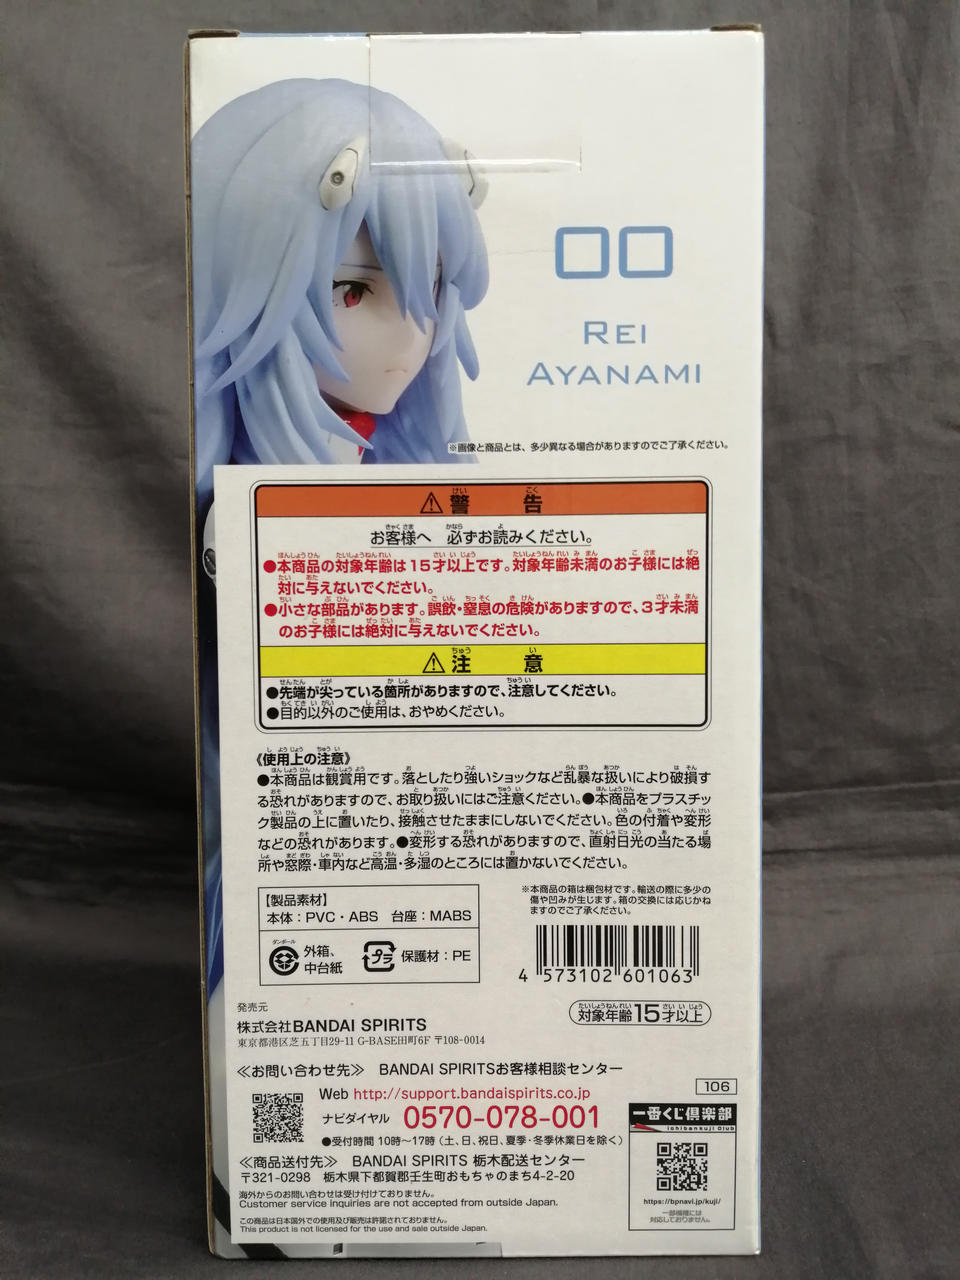 00
REI
AYANAMI
※画像と商品とは、多少異なる場合がありますのでご了承ください。
⚠警告
お客様へ 必ずお読みください。
●本商品の対象年齢は15才以上です。対象年齢未満のお子様には絶
対に与えないでください。
●小さな部品があります。誤飲・窒息の危険がありますので、3才未満
のお子様には絶対に与えないでください。
⚠注意
●先端が尖っている箇所がありますので、注意してください。
●目的以外のご使用は、おやめください。
《使用上の注意》
●本商品は観賞用です。落としたり強いショックなど乱暴な扱いにより破損す
る恐れがありますので、お取り扱いにはご注意ください。●本商品をプラスチッ
ク製品の上に置いたり、接触させたままにしないでください。色の付着や変形
などの恐れがあります。●変形する恐れがありますので、直射日光の当たる場
所や窓際・車内など高温・多湿のところには置かないでください。
【製品素材】
本体：PVC・ABS 台座：MABS
ダンボール
外箱、
中台紙
プラ
保護材：PE
※本商品の箱は梱包材です。輸送の際に多少の
傷や凹みが生じます。箱の交換には応じかね
ますのでご了承ください。
4 573102 601063
対象年齢15才以上
発売元
株式会社BANDAI SPIRITS
東京都港区芝五丁目29-11 G-BASE田町6F 〒108-0014
≪お問い合わせ先≫ BANDAI SPIRITSお客様相談センター
Web http://support.bandaispirits.co.jp
ナビダイヤル 0570-078-001
●受付時間 10時～17時（土、日、祝日、夏季・冬季休業日を除く）
≪商品送付先≫ BANDAI SPIRITS 栃木配送センター
〒321-0298 栃木県下都賀郡壬生町おもちゃのまち4-2-20
海外からのお問い合わせは受け付けておりません。
Customer service inquiries are not accepted from outside Japan.
この商品は日本国外での使用及び販売は許諾されておりません。
This product is not licensed for the use and sale outside Japan.
106
一番くじ倶楽部
ichibankuji Club
https://bpnavi.jp/kuji/
一部機種には
対応しておりません。